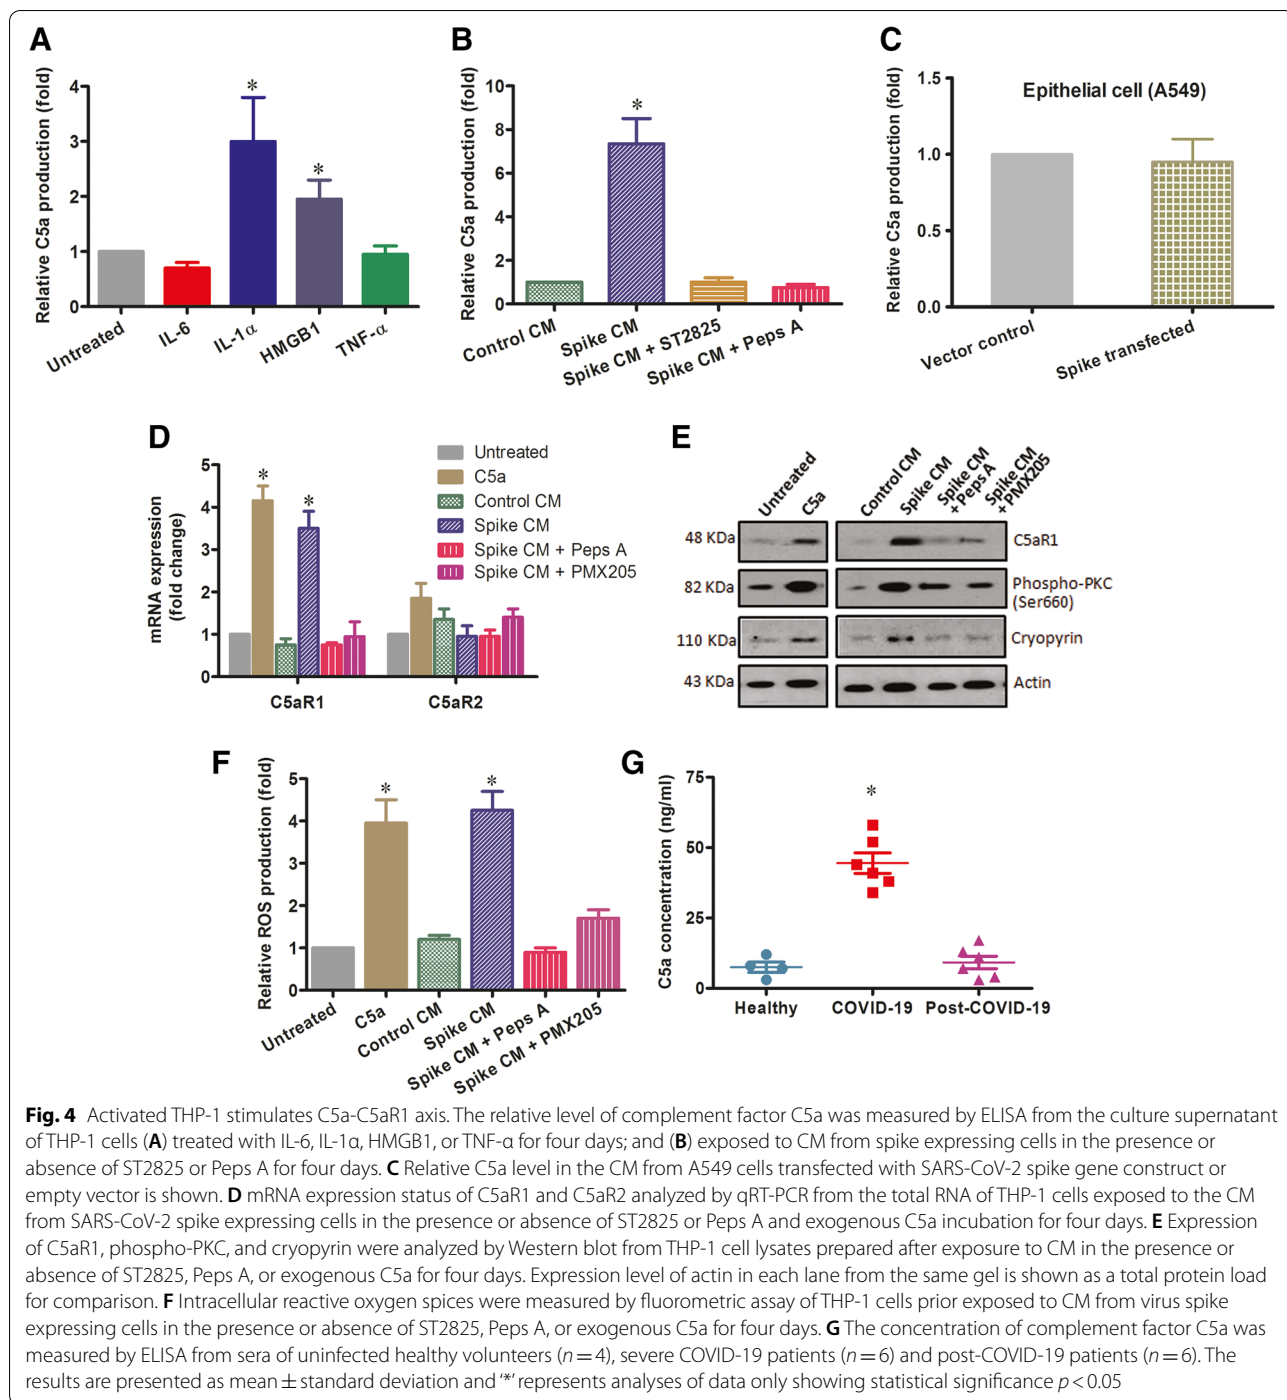 A
Relative C5a production (fold)
4
3
2
1
0
*
*
Untreated
IL-6
IL-1α
HMGB1
TNF-α
B
Relative C5a production (fold)
10
8
6
4
2
0
*
Control CM
Spike CM
Spike CM + ST2825
Spike CM + Peps A
C
Relative C5a production (fold)
1.5
1.0
0.5
0.0
Epithelial cell (A549)
Vector control
Spike transfected
D
mRNA expression
(fold change)
5
4
3
2
1
0
*
*
Untreated
C5a
Control CM
Spike CM
Spike CM + Peps A
Spike CM + PMX205
C5aR1
C5aR2
E
Untreated
C5a
Control CM
Spike CM
Spike CM
+ Peps A
Spike CM
+ PMX205
48 KDa
C5aR1
82 KDa
Phospho-PKC
(Ser660)
110 KDa
Cryopyrin
43 KDa
Actin
F
Relative ROS production (fold)
5
4
3
2
1
0
*
*
Untreated
C5a
Control CM
Spike CM
Spike CM + Peps A
Spike CM + PMX205
G
C5a concentration (ng/ml)
75
50
25
0
*
Healthy
COVID-19
Post-COVID-19
Fig. 4 Activated THP-1 stimulates C5a-C5aR1 axis. The relative level of complement factor C5a was measured by ELISA from the culture supernatant
of THP-1 cells (A) treated with IL-6, IL-1α, HMGB1, or TNF-α for four days; and (B) exposed to CM from spike expressing cells in the presence or
absence of ST2825 or Peps A for four days. C Relative C5a level in the CM from A549 cells transfected with SARS-CoV-2 spike gene construct or
empty vector is shown. D mRNA expression status of C5aR1 and C5aR2 analyzed by qRT-PCR from the total RNA of THP-1 cells exposed to the CM
from SARS-CoV-2 spike expressing cells in the presence or absence of ST2825 or Peps A and exogenous C5a incubation for four days. E Expression
of C5aR1, phospho-PKC, and cryopyrin were analyzed by Western blot from THP-1 cell lysates prepared after exposure to CM in the presence or
absence of ST2825, Peps A, or exogenous C5a for four days. Expression level of actin in each lane from the same gel is shown as a total protein load
for comparison. F Intracellular reactive oxygen spices were measured by fluorometric assay of THP-1 cells prior exposed to CM from virus spike
expressing cells in the presence or absence of ST2825, Peps A, or exogenous C5a for four days. G The concentration of complement factor C5a was
measured by ELISA from sera of uninfected healthy volunteers (n = 4), severe COVID-19 patients (n = 6) and post-COVID-19 patients (n = 6). The
results are presented as mean ± standard deviation and ‘*’ represents analyses of data only showing statistical significance p < 0.05